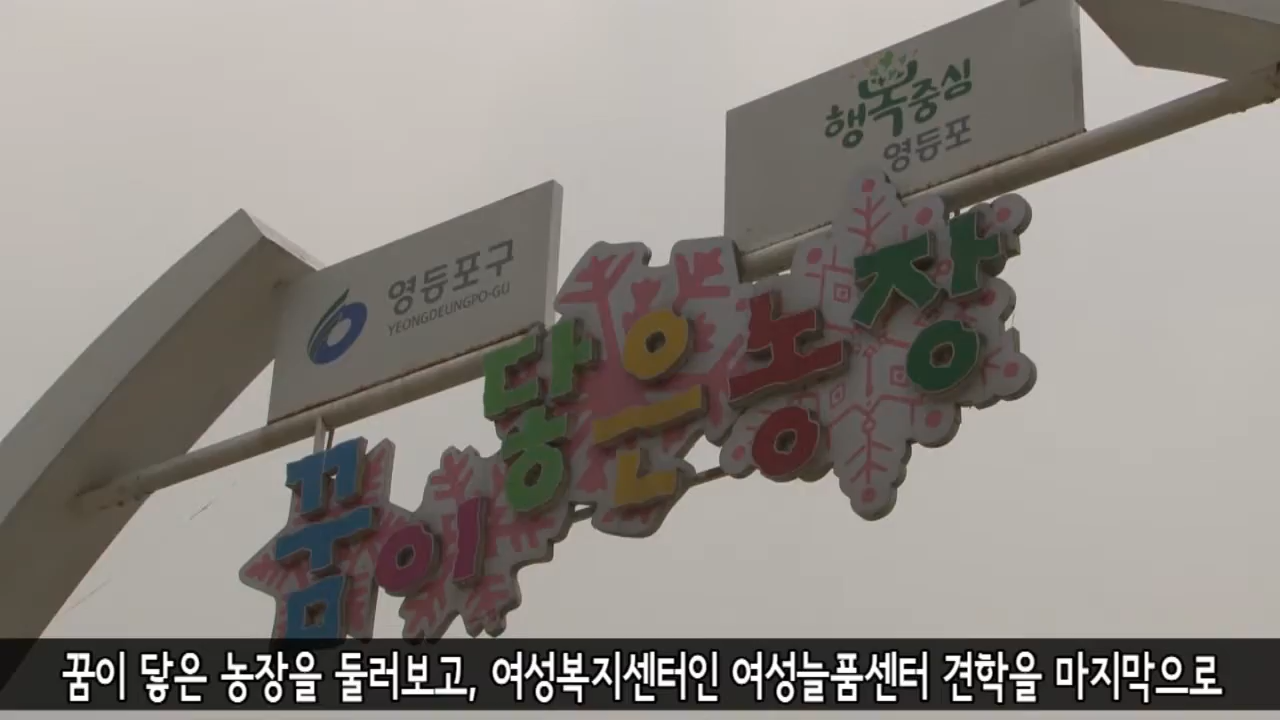 행복중심
영등포
영등포구
YEONGDEUNGPO-GU
꿈이 닿은 농장
꿈이 닿은 농장을 둘러보고, 여성복지센터인 여성늘품센터 견학을 마지막으로